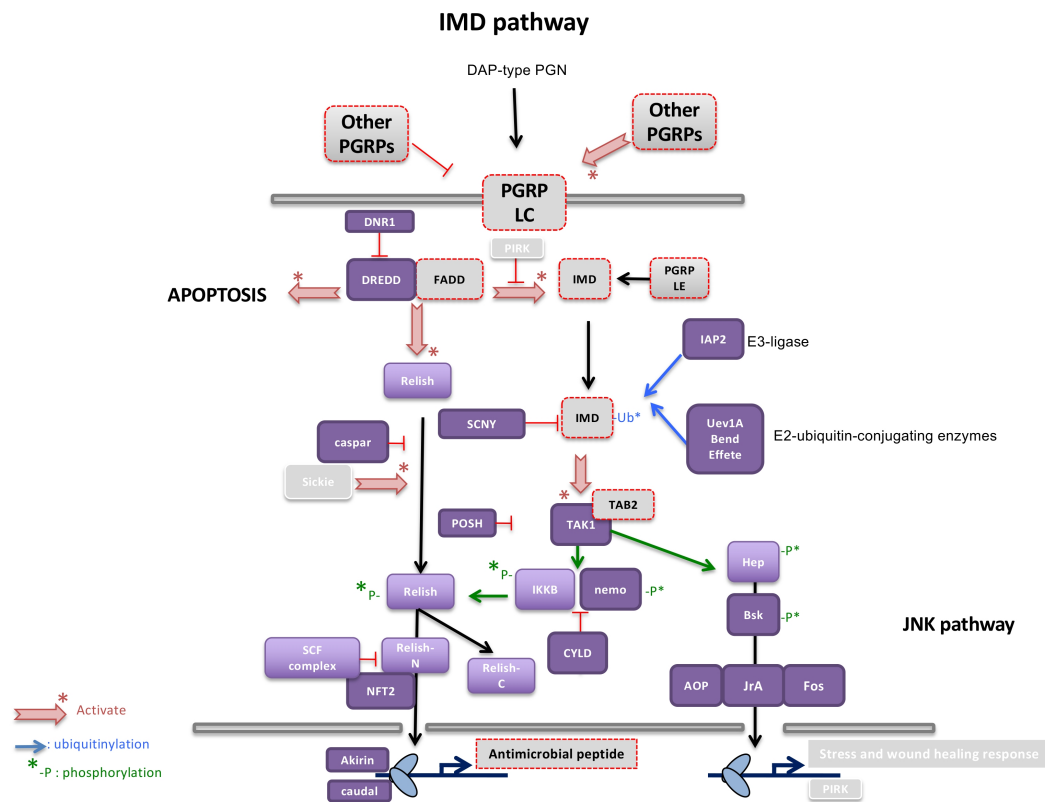 IMD pathway
DAP-type PGN
Other
PGRPs
Other
PGRPs
*
PGRP
LC
DNR1
PIRK
DREDD
FADD
IMD
PGRP
LE
*
*
APOPTOSIS
*
Relish
IAP2
E3-ligase
SCNY
IMD
-Ub*
Uev1A
Bend
Effete
E2-ubiquitin-conjugating enzymes
caspar
Sickie
*
*
TAB2
TAK1
POSH
Hep
-P*
*P-
Relish
*P-
IKKB
nemo
-P*
Bsk
-P*
JNK pathway
SCF
complex
Relish-
N
NFT2
Relish-
C
CYLD
AOP
JrA
Fos
* Activate
: ubiquitinylation
*-P : phosphorylation
Akirin
caudal
Antimicrobial peptide
Stress and wound healing response
PIRK